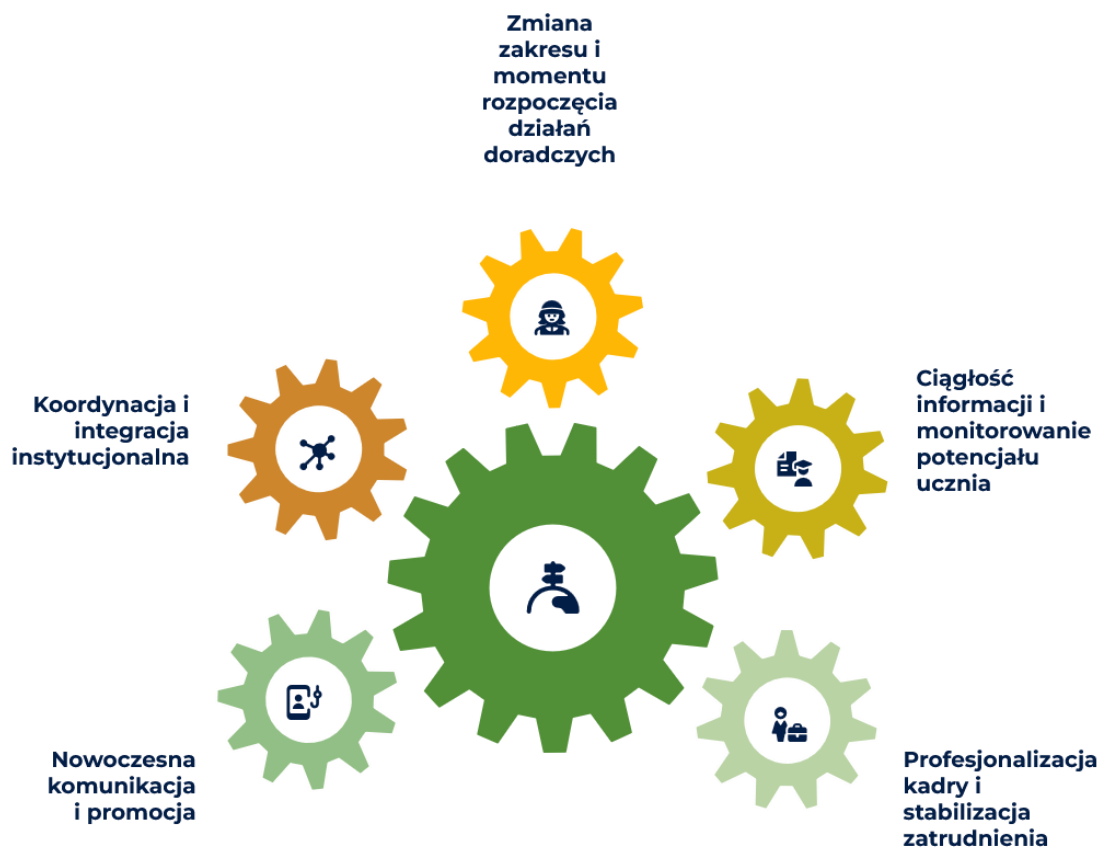 Zmiana
zakresu i
momentu
rozpoczęcia
działań
doradczych
Koordynacja i
integracja
instytucjonalna
Ciągłość
informacji i
monitorowanie
potencjału
ucznia
Nowoczesna
komunikacja
i promocja
Profesjonalizacja
kadry i
stabilizacja
zatrudnienia